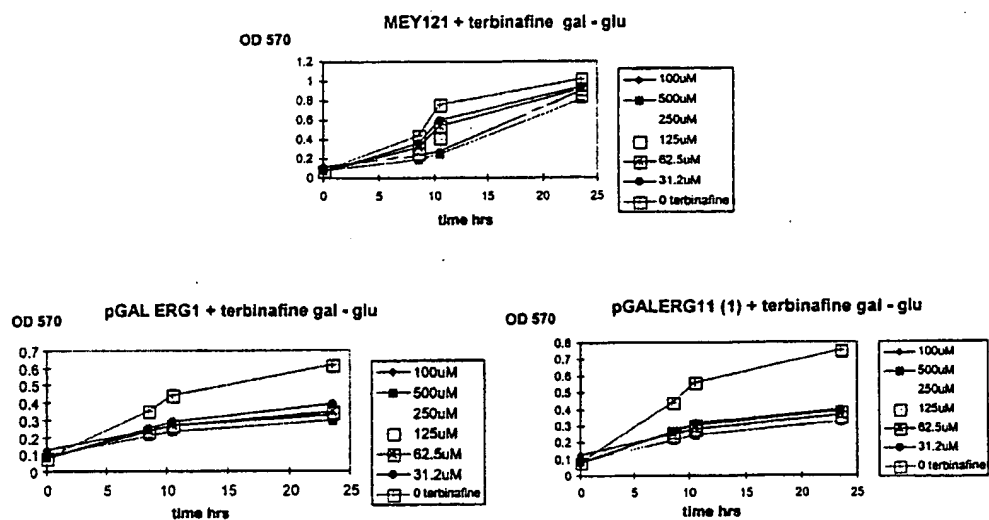 MEY121 + terbinafine gal - glu
OD 570
1.2
1
0.8
0.6
0.4
0.2
0
0 5 10 15 20 25
time hrs
100uM
500uM
250uM
125uM
62.5uM
31.2uM
0 terbinafine
pGAL ERG1 + terbinafine gal - glu
OD 570
0.7
0.6
0.5
0.4
0.3
0.2
0.1
0
0 5 10 15 20 25
time hrs
100uM
500uM
250uM
125uM
62.5uM
31.2uM
0 terbinafine
pGALERG11 (1) + terbinafine gal - glu
OD 570
0.8
0.7
0.6
0.5
0.4
0.3
0.2
0.1
0
0 5 10 15 20 25
time hrs
100uM
500uM
250uM
125uM
62.5uM
31.2uM
0 terbinafine